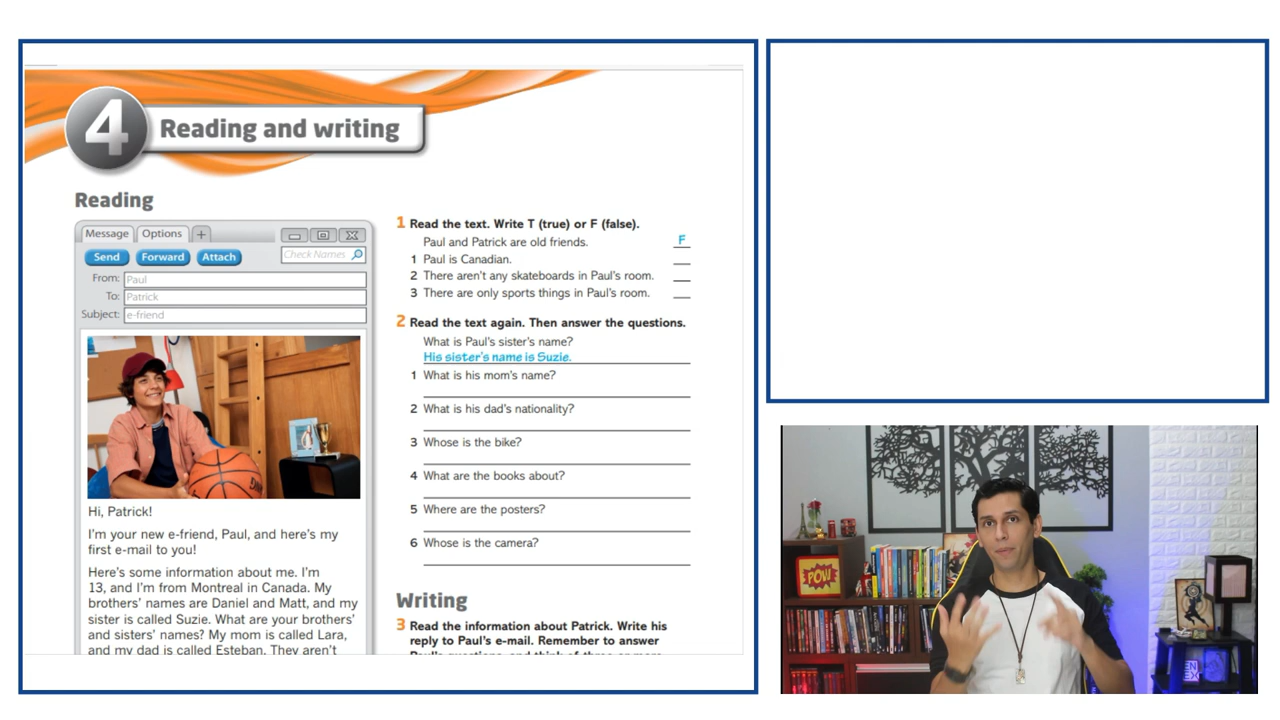 4 Reading and writing
Reading
Message Options +
Send Forward Attach Check Names
From: Paul
To: Patrick
Subject: e-friend
Hi, Patrick!
I'm your new e-friend, Paul, and here's my
first e-mail to you!
Here's some information about me. I'm
13, and I'm from Montreal in Canada. My
brothers' names are Daniel and Matt, and my
sister is called Suzie. What are your brothers'
and sisters' names? My mom is called Lara,
and my dad is called Esteban. They aren't
1 Read the text. Write T (true) or F (false).
Paul and Patrick are old friends. F
1 Paul is Canadian.
2 There aren't any skateboards in Paul's room.
3 There are only sports things in Paul's room.
2 Read the text again. Then answer the questions.
What is Paul's sister's name?
His sister's name is Suzie.
1 What is his mom's name?
2 What is his dad's nationality?
3 Whose is the bike?
4 What are the books about?
5 Where are the posters?
6 Whose is the camera?
Writing
3 Read the information about Patrick. Write his
reply to Paul's e-mail. Remember to answer
Paul's questions, and think of three or more
POW